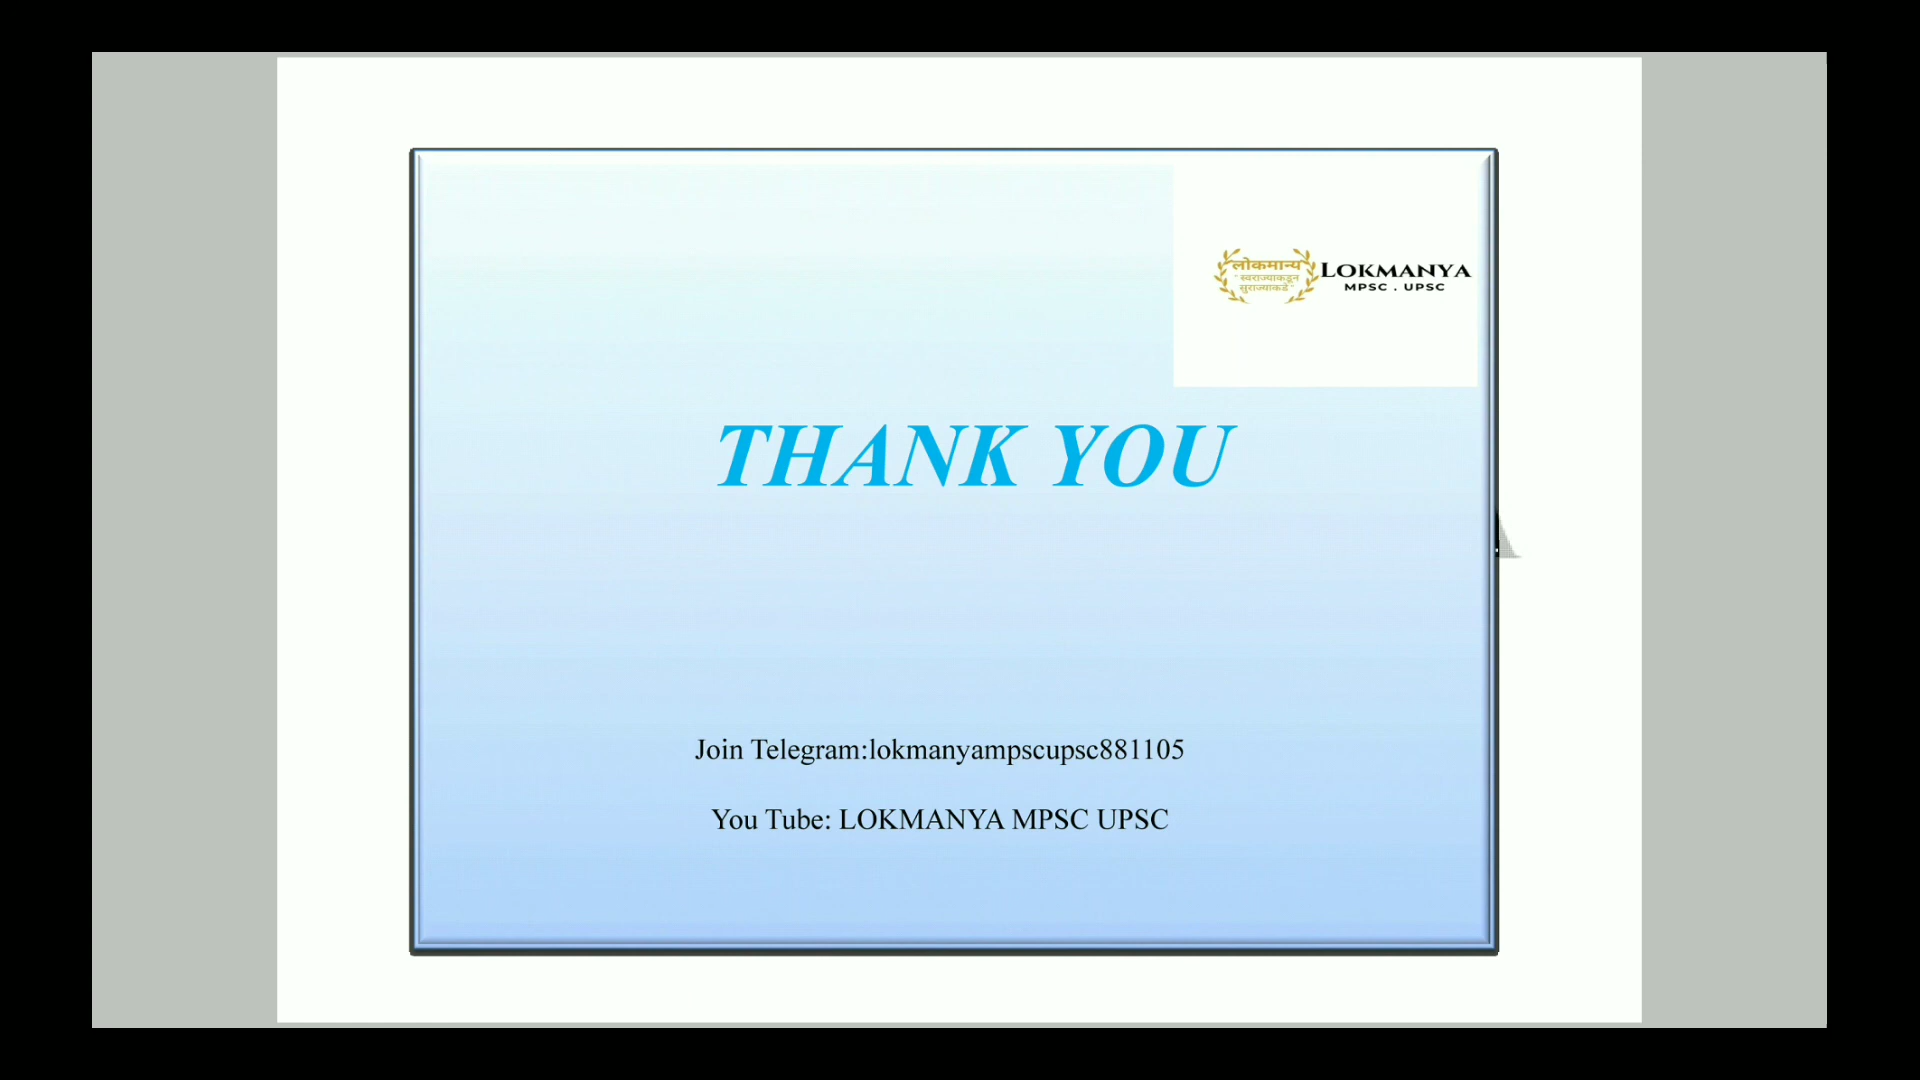 लोकमान्य
"स्वराज्याकडून
सुराज्याकडे"
LOKMANYA
MPSC . UPSC
THANK YOU
Join Telegram:lokmanyampscupsc881105
You Tube: LOKMANYA MPSC UPSC